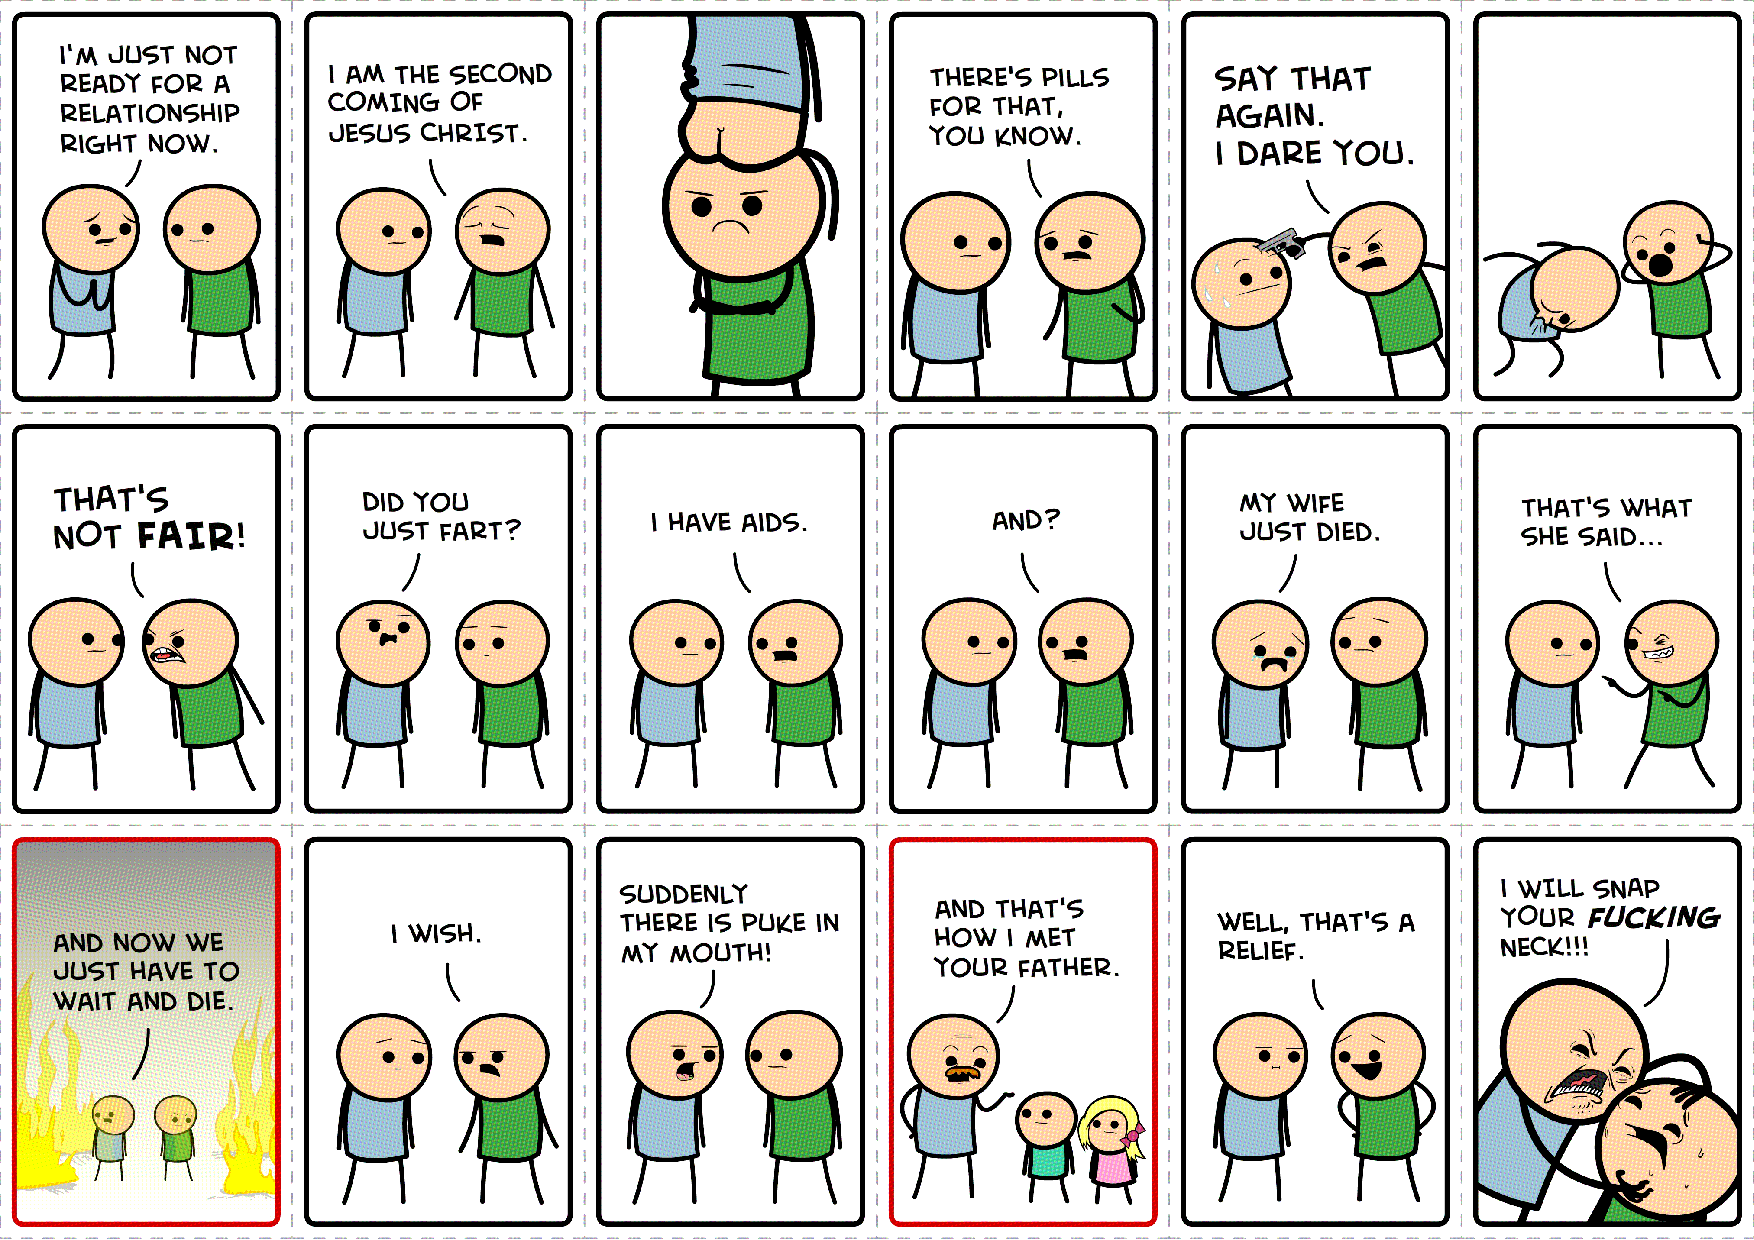 I'M JUST NOT
READY FOR A
RELATIONSHIP
RIGHT NOW.
I AM THE SECOND
COMING OF
JESUS CHRIST.
THERE'S PILLS
FOR THAT,
YOU KNOW.
SAY THAT
AGAIN.
I DARE YOU.
THAT'S
NOT FAIR!
DID YOU
JUST FART?
I HAVE AIDS.
AND?
MY WIFE
JUST DIED.
THAT'S WHAT
SHE SAID...
AND NOW WE
JUST HAVE TO
WAIT AND DIE.
I WISH.
SUDDENLY
THERE IS PUKE IN
MY MOUTH!
AND THAT'S
HOW I MET
YOUR FATHER.
WELL, THAT'S A
RELIEF.
I WILL SNAP
YOUR FUCKING
NECK!!!